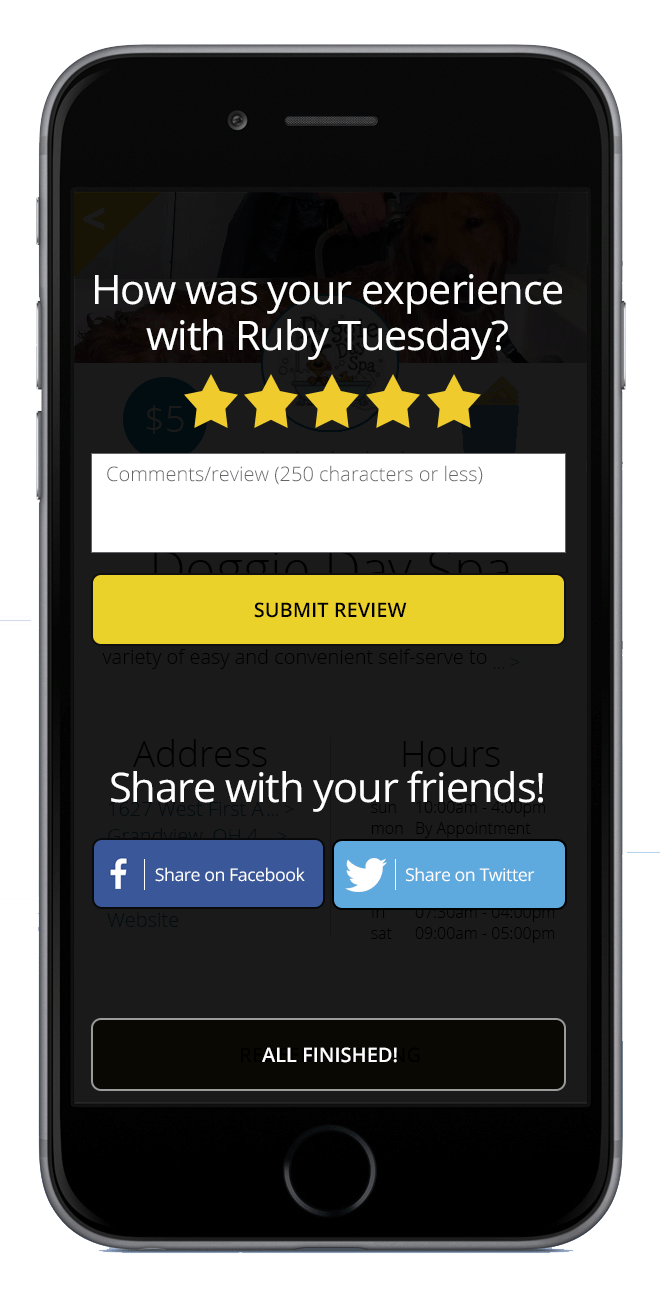 <
How was your experience
with Ruby Tuesday?
Doggie
Day
Spa
$5
Comments/review (250 characters or less)
Doggie Day Spa
SUBMIT REVIEW
variety of easy and convenient self-serve to ... >
Address
Hours
Share with your friends!
1627 West First A... >
sun 10:00am - 4:00pm
Grandview, OH 4... >
mon By Appointment
f Share on Facebook
Share on Twitter
Website
fri 07:30am - 04:00pm
sat 09:00am - 05:00pm
ALL FINISHED!